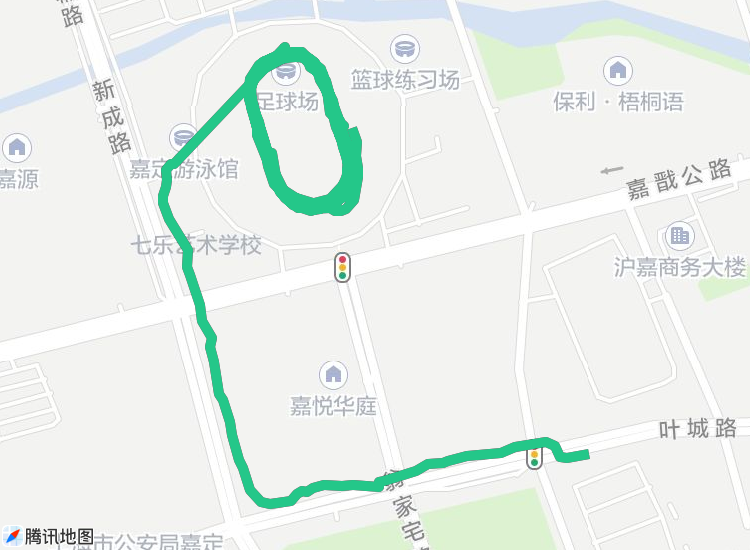 新成路
篮球练习场
足球场
保利·梧桐语
嘉定游泳馆
嘉源
嘉戬公路
七乐艺术学校
沪嘉商务大楼
嘉悦华庭
叶城路
翁家宅
腾讯地图
上海市公安局嘉定